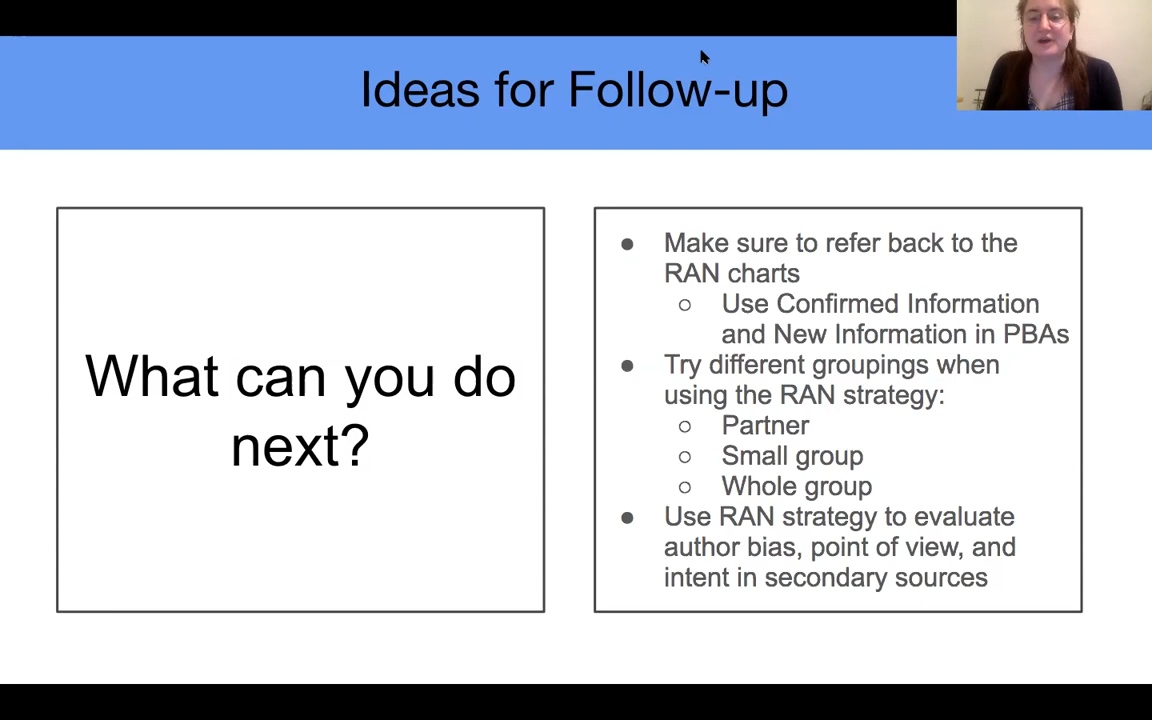 Ideas for Follow-up
What can you do
next?
● Make sure to refer back to the
RAN charts
○ Use Confirmed Information
and New Information in PBAs
● Try different groupings when
using the RAN strategy:
○ Partner
○ Small group
○ Whole group
● Use RAN strategy to evaluate
author bias, point of view, and
intent in secondary sources